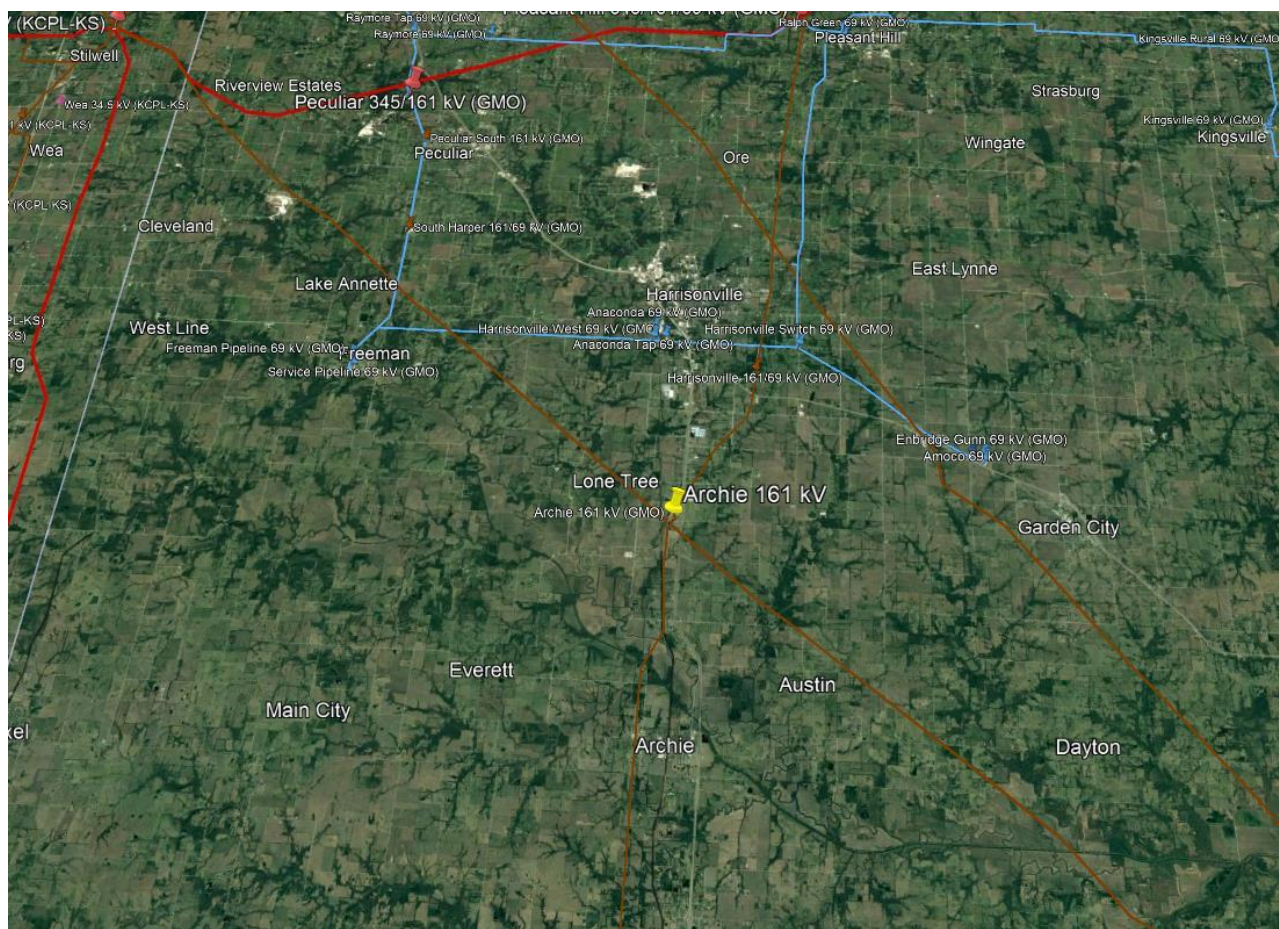 (KCPL-KS)
Raymore Tap 69 kV (GMO)
Ralph Green 69 kV (GMO)
Raymore 69 kV (GMO)
Pleasant Hill
Kingsville Rural 69 kV (GMO
Stilwell
Riverview Estates
Peculiar 345/161 kV (GMO)
Strasburg
Wea 34.5 kV (KCPL-KS)
1 kV (KCPL-KS)
Kingsville 69 kV (GMO)
Kingsville
Wea
Peculiar South 161 kV (GMO)
Peculiar
Ore
Wingate
(KCPL-KS)
Cleveland
South Harper 161/69 kV (GMO)
East Lynne
Lake Annette
Harrisonville
Anaconda 69 kV (GMO)
West Line
Harrisonville West 69 kV (GMO
Harrisonville Switch 69 kV (GMO)
Anaconda Tap 69 kV (GMO)
Freeman Pipeline 69 kV (GMO)
Freeman
Service Pipeline 69 kV (GMO)
Harrisonville 161/69 kV (GMO)
Enbridge Gunn 69 kV (GMO)
Amoco 69 kV (GMO)
Lone Tree
Archie 161 kV
Archie 161 kV (GMO)
Garden City
Everett
Austin
Main City
Archie
Dayton